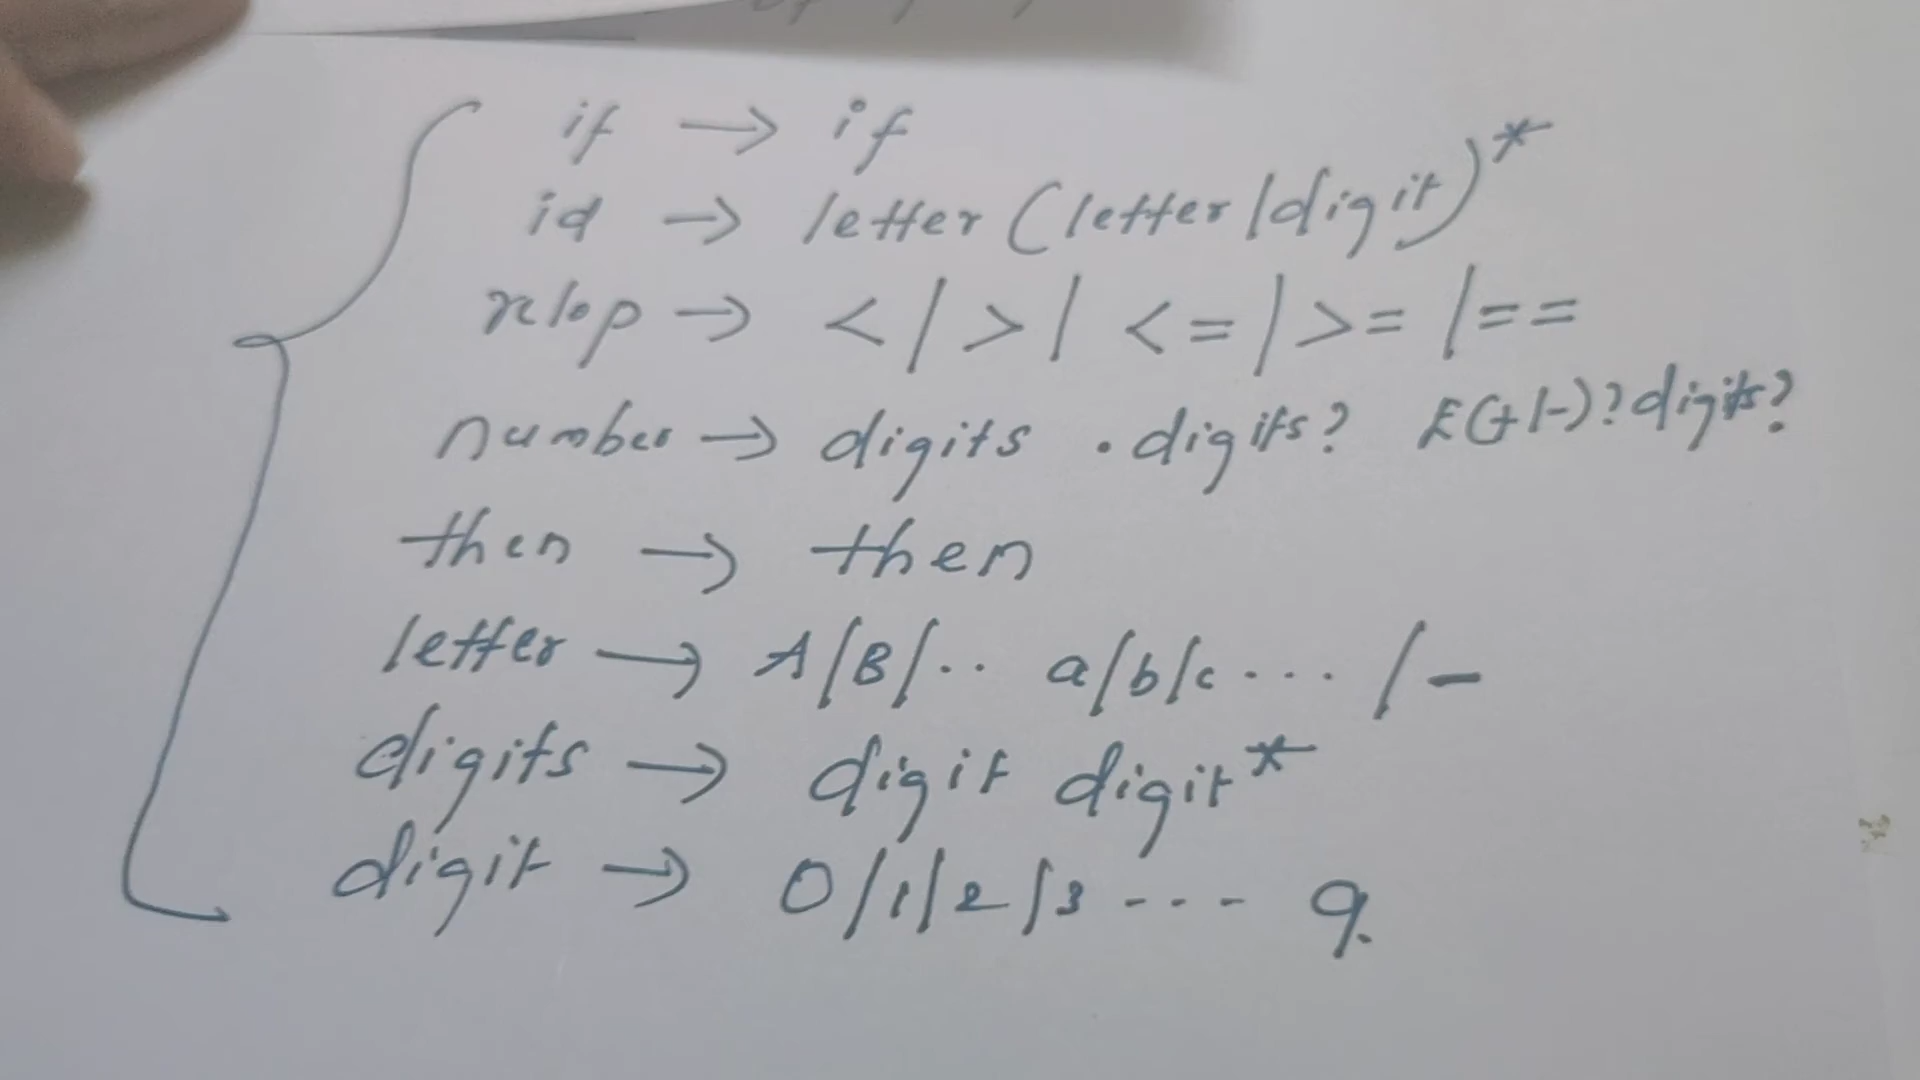 if → if
id → letter (letter/digit)*
relop → < / > / <= / >= / ==
number → digits . digits? E(+/-)? digits?
then → then
letter → A/B/.. a/b/c ... / -
digits → digit digit*
digit → 0/1/2/3 --- 9.